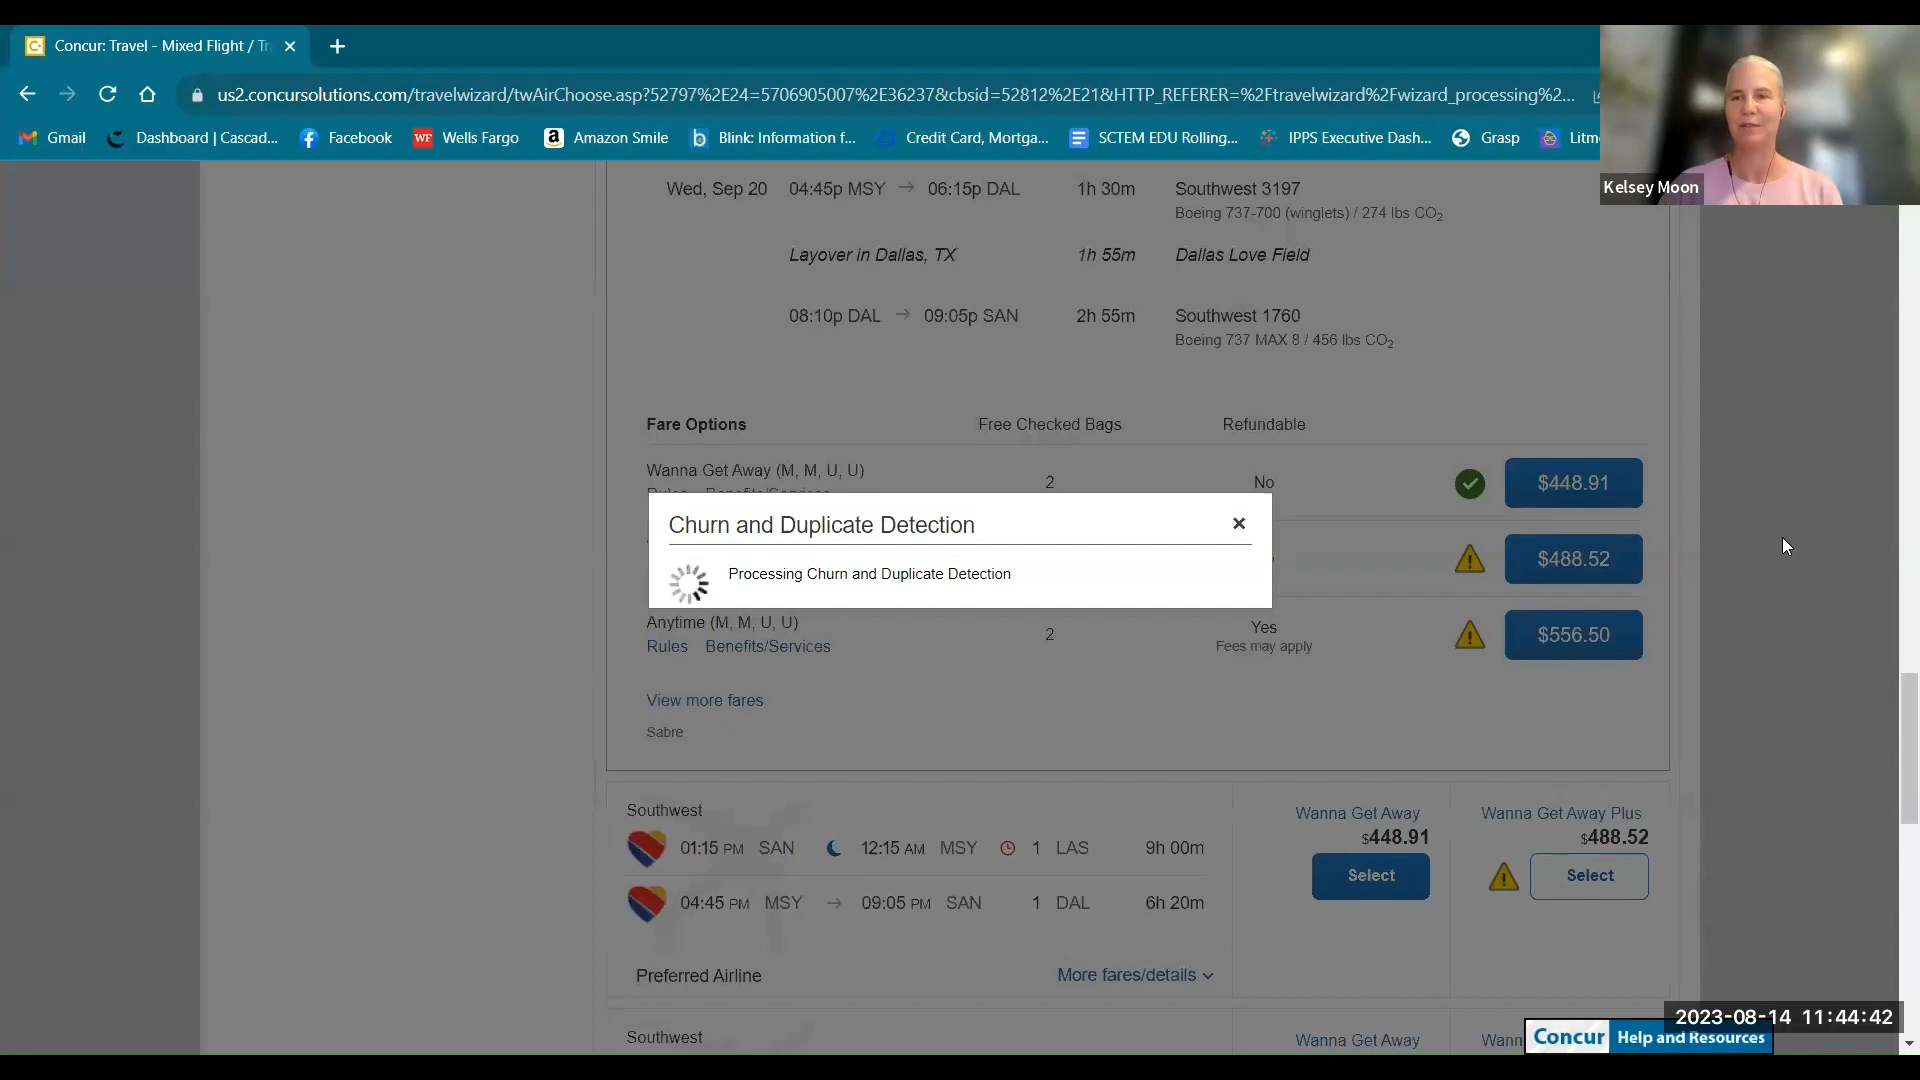 Concur: Travel - Mixed Flight / Tr
us2.concursolutions.com/travelwizard/twAirChoose.asp?52797%2E24=5706905007%2E36237&cbsid=52812%2E21&HTTP_REFERER=%2Ftravelwizard%2Fwizard_processing%2...
Gmail Dashboard | Cascad... Facebook WF Wells Fargo a Amazon Smile b Blink: Information f... Credit Card, Mortga... SCTEM EDU Rolling... IPPS Executive Dash... Grasp Litm
Kelsey Moon
Wed, Sep 20 04:45p MSY → 06:15p DAL 1h 30m Southwest 3197
Boeing 737-700 (winglets) / 274 lbs CO2
Layover in Dallas, TX 1h 55m Dallas Love Field
08:10p DAL → 09:05p SAN 2h 55m Southwest 1760
Boeing 737 MAX 8 / 456 lbs CO2
Fare Options Free Checked Bags Refundable
Wanna Get Away (M, M, U, U) 2 No $448.91
Churn and Duplicate Detection ×
Processing Churn and Duplicate Detection
$488.52
Anytime (M, M, U, U) 2 Yes $556.50
Rules Benefits/Services Fees may apply
View more fares
Sabre
Southwest Wanna Get Away Wanna Get Away Plus
$448.91 $488.52
01:15 PM SAN 12:15 AM MSY 1 LAS 9h 00m
Select Select
04:45 PM MSY → 09:05 PM SAN 1 DAL 6h 20m
Preferred Airline More fares/details
2023-08-14 11:44:42
Southwest Wanna Get Away Wann
Concur Help and Resources